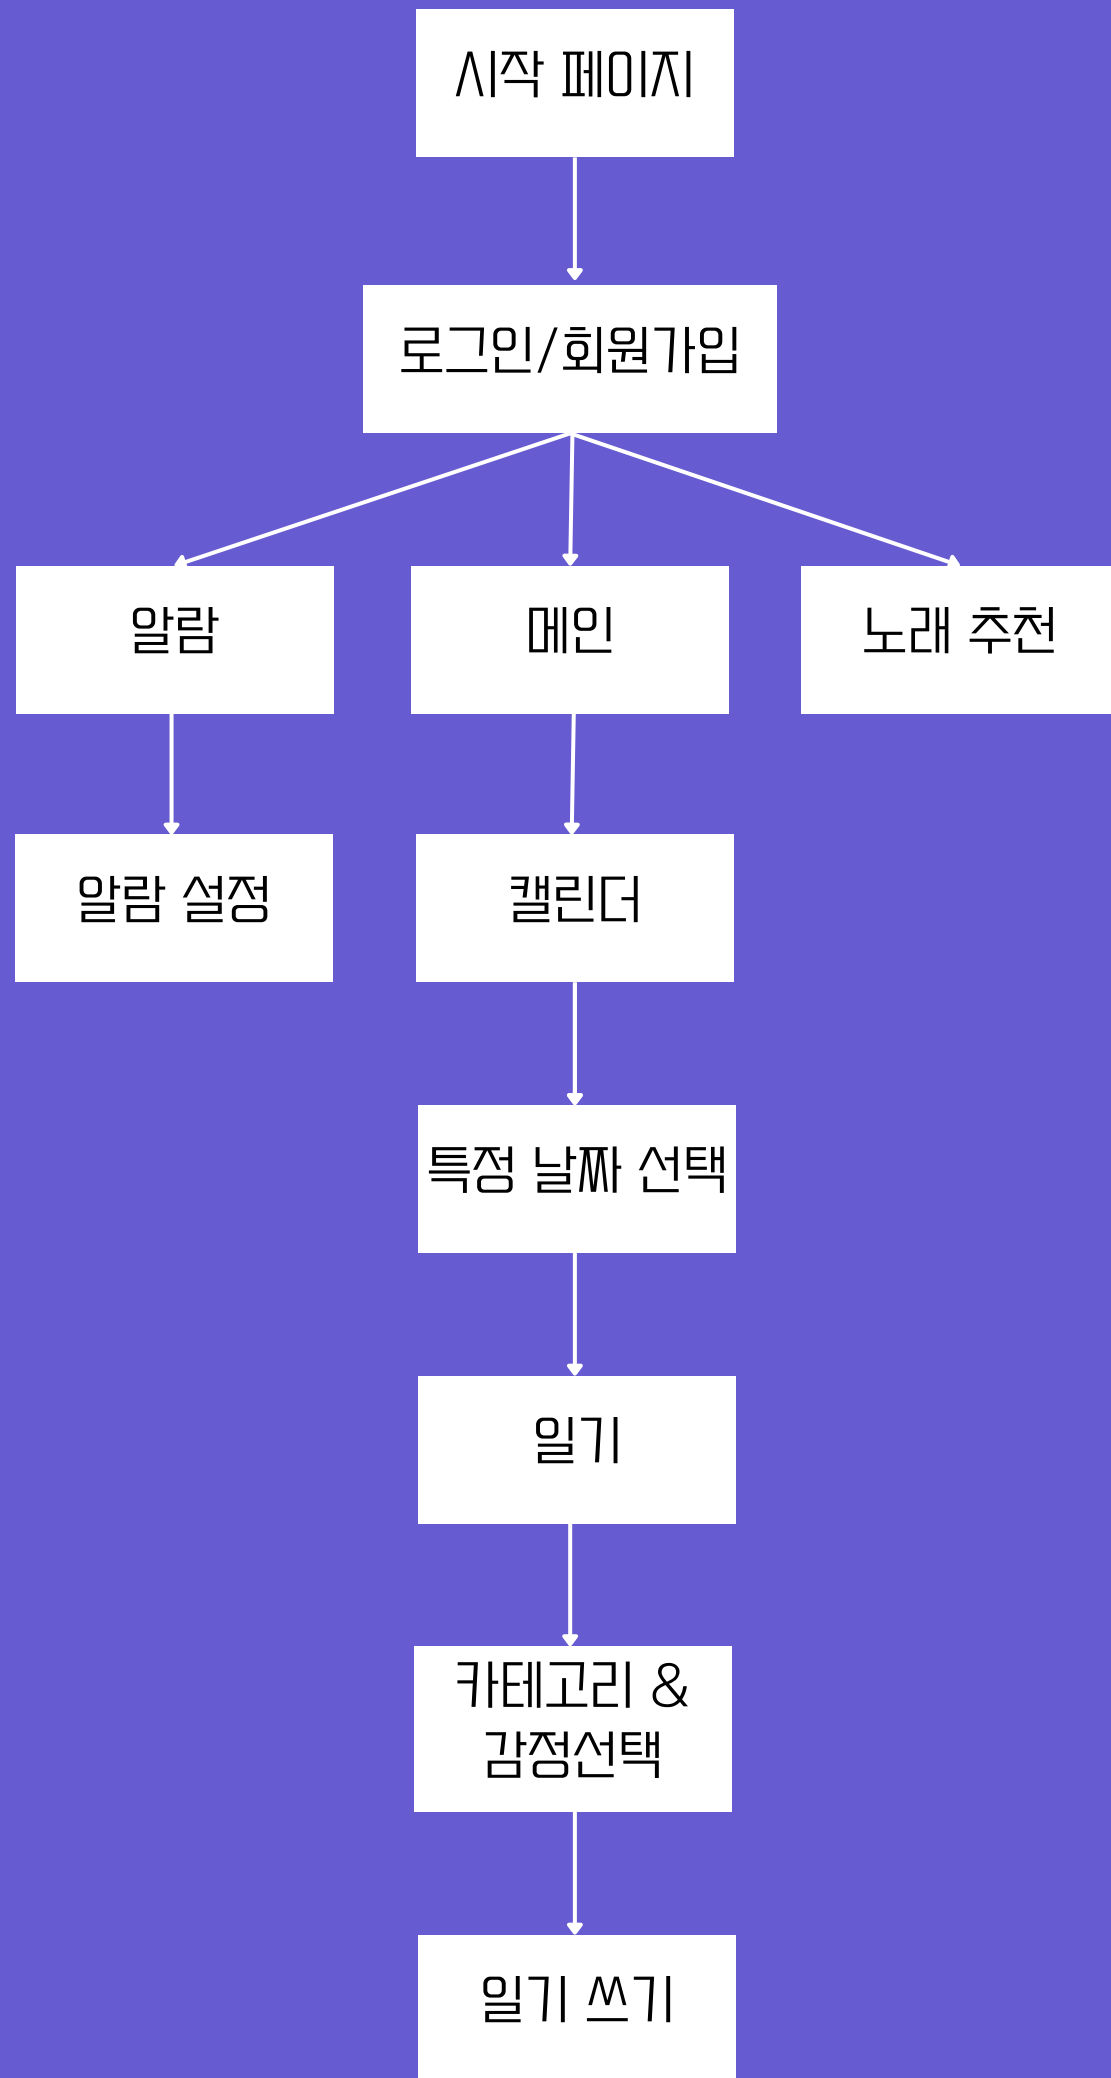 시작 페이지
로그인/회원가입
알람
메인
노래 추천
알람 설정
캘린더
특정 날짜 선택
일기
카테고리 &
감정선택
일기 쓰기